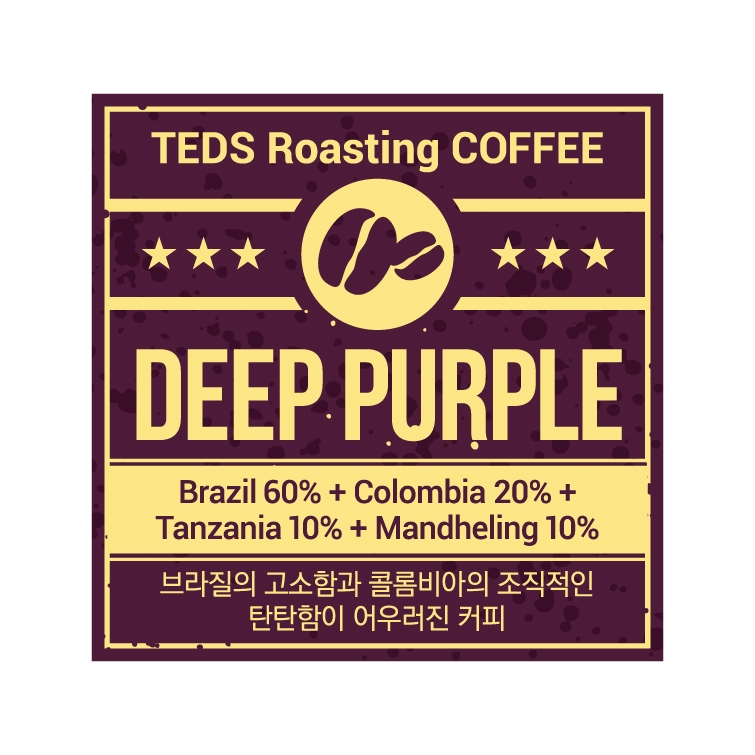 TEDS Roasting COFFEE
DEEP PURPLE
Brazil 60% + Colombia 20% +
Tanzania 10% + Mandheling 10%
브라질의 고소함과 콜롬비아의 조직적인
탄탄함이 어우러진 커피